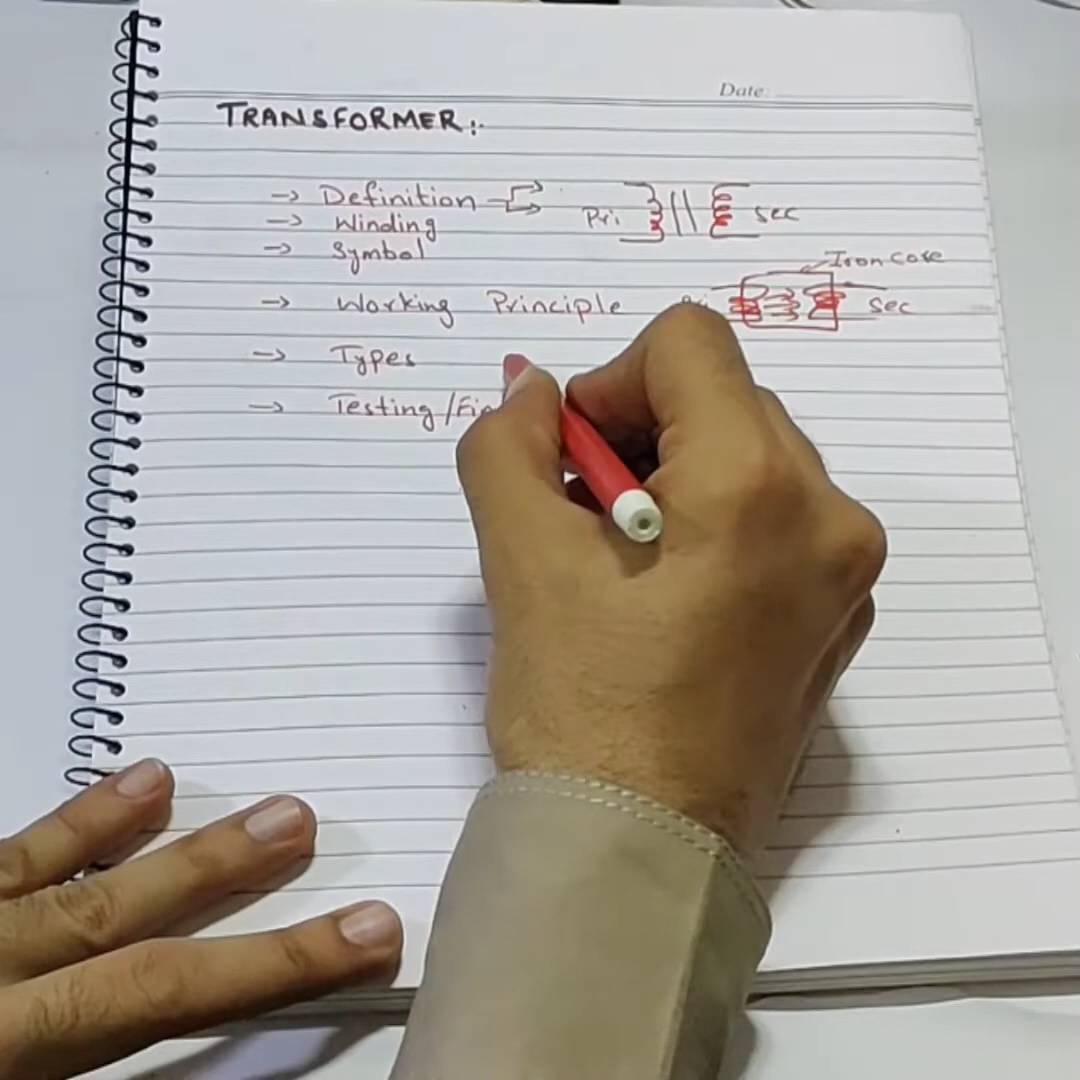 Date:
TRANSFORMER:
→ Definition
→ Winding
→ Symbol
Pri sec
Iron core
→ Working Principle
sec
→ Types
→ Testing/